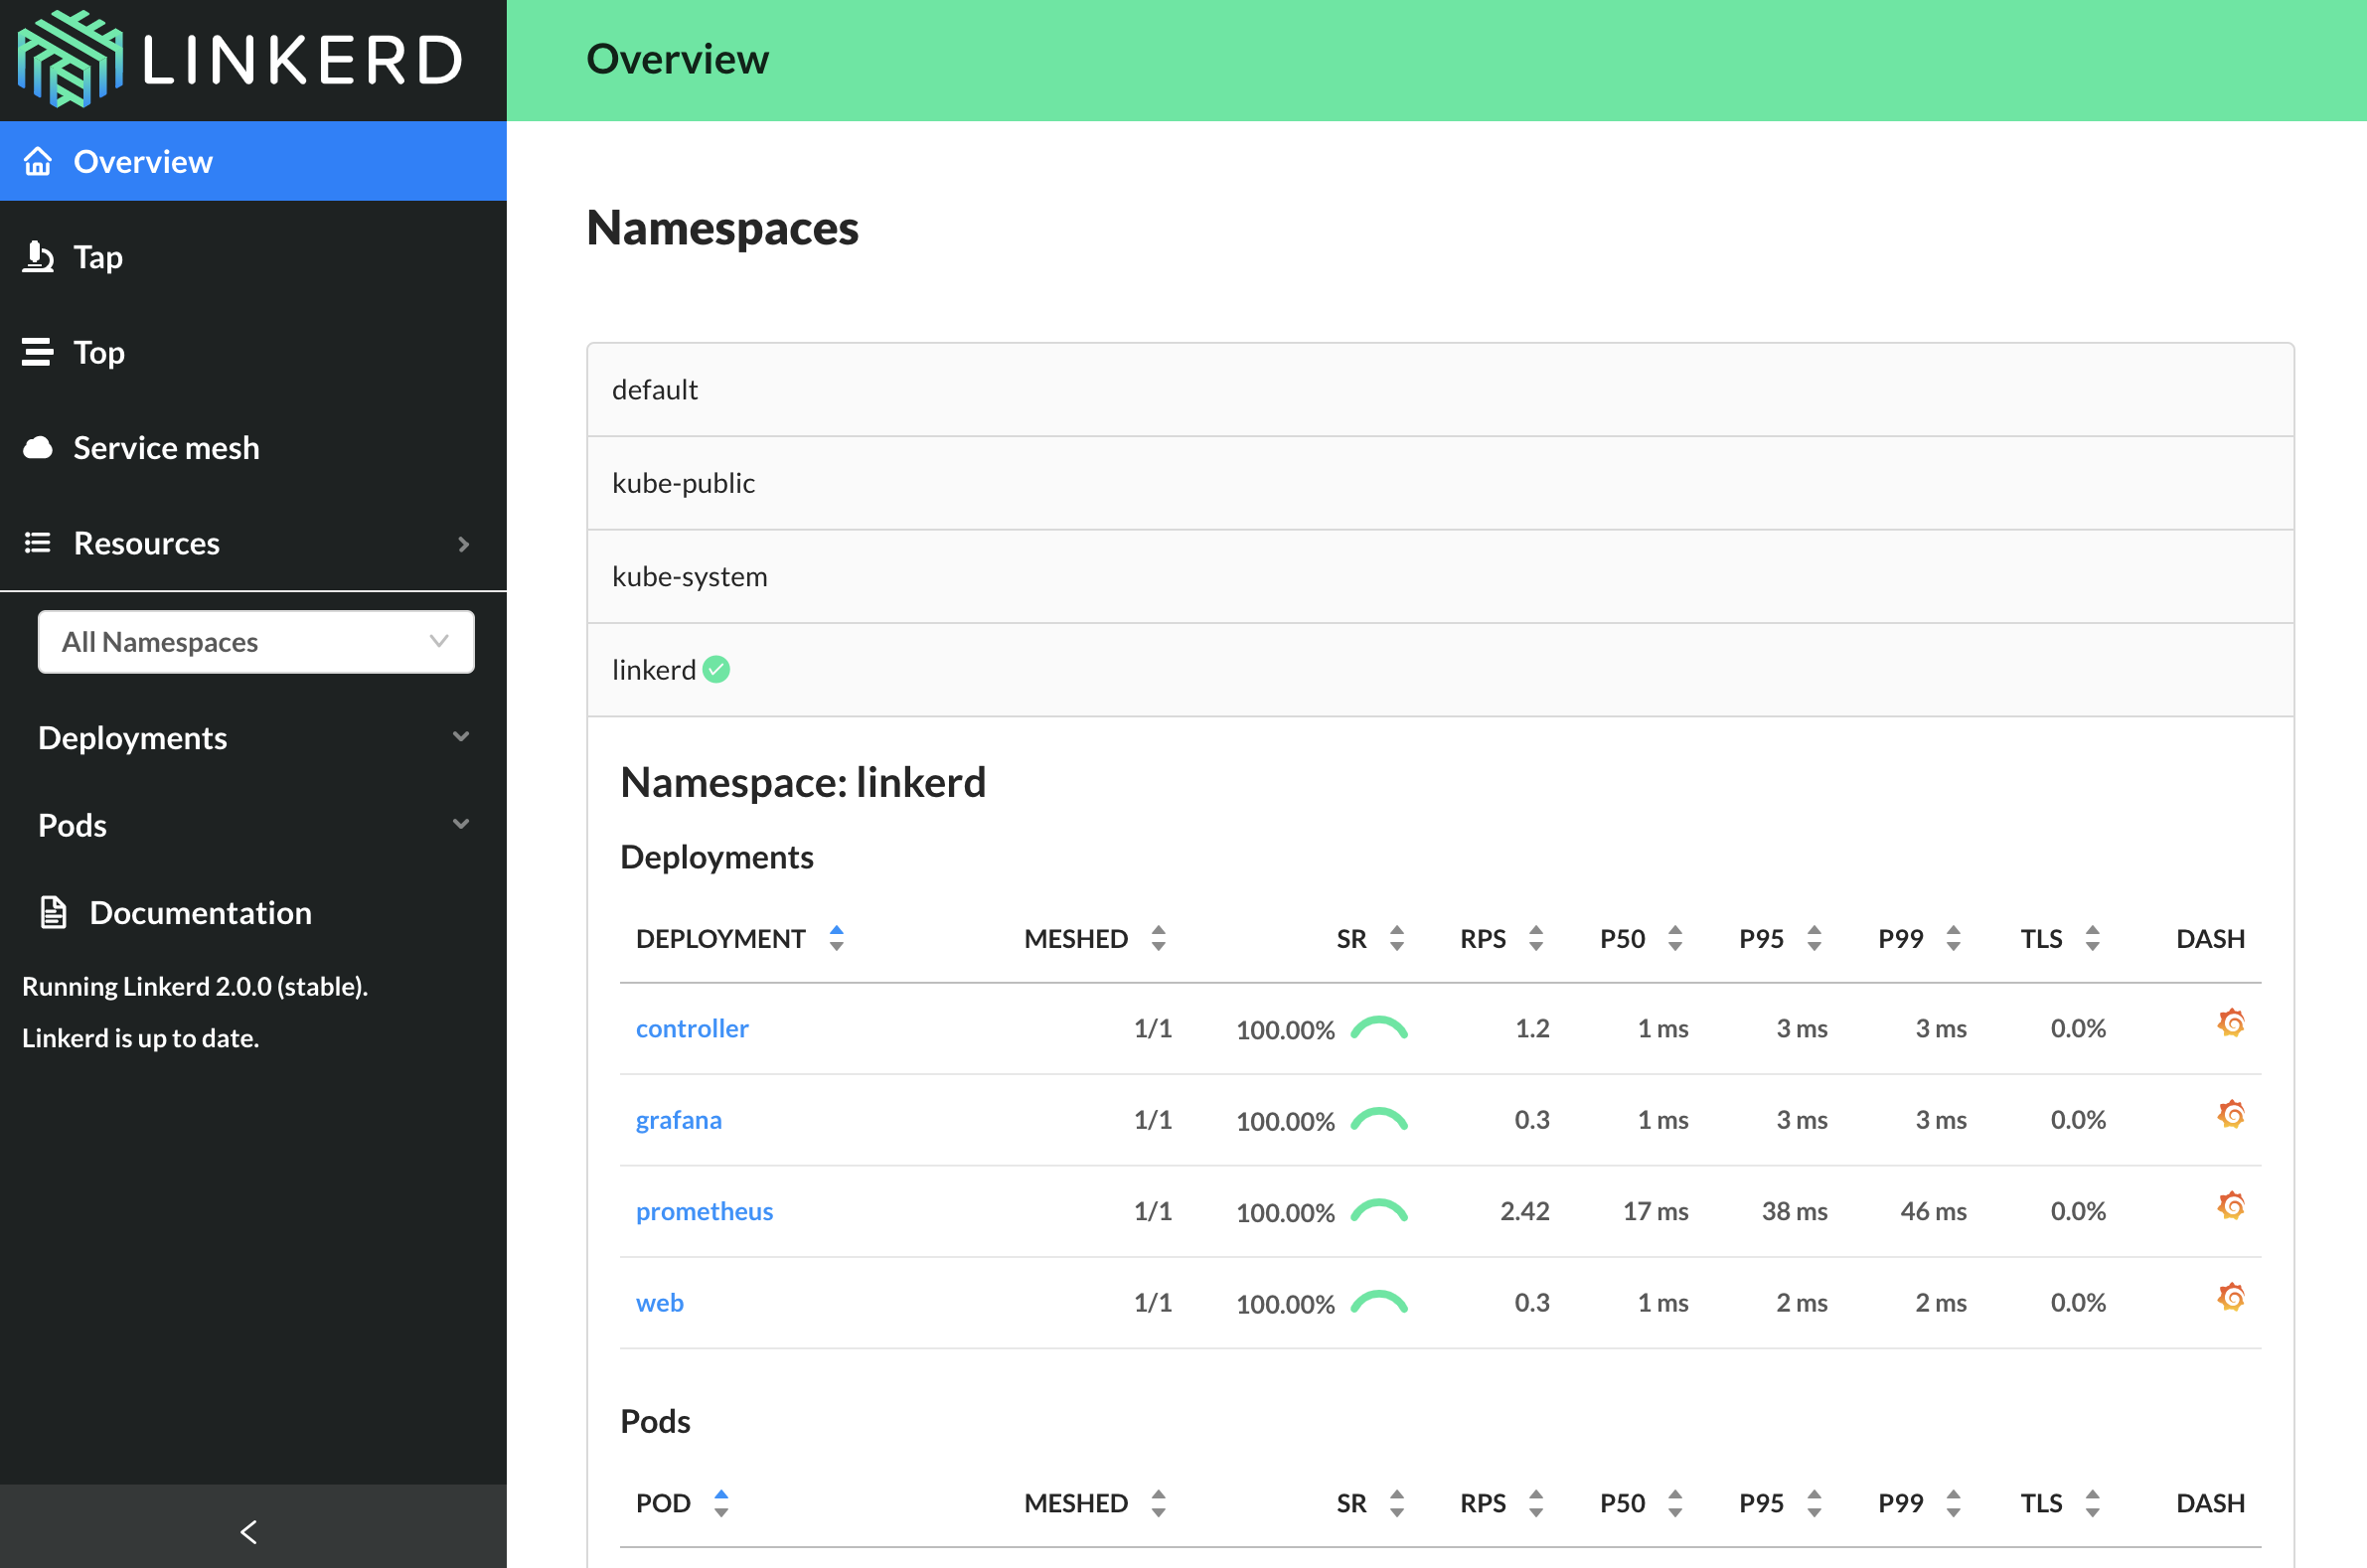 LINKERD
Overview
Tap
Top
Service mesh
Resources
All Namespaces
Deployments
Pods
Documentation
Running Linkerd 2.0.0 (stable).
Linkerd is up to date.
Overview
Namespaces
default
kube-public
kube-system
linkerd
Namespace: linkerd
Deployments
DEPLOYMENT MESHED SR RPS P50 P95 P99 TLS DASH
controller 1/1 100.00% 1.2 1 ms 3 ms 3 ms 0.0%
grafana 1/1 100.00% 0.3 1 ms 3 ms 3 ms 0.0%
prometheus 1/1 100.00% 2.42 17 ms 38 ms 46 ms 0.0%
web 1/1 100.00% 0.3 1 ms 2 ms 2 ms 0.0%
Pods
POD MESHED SR RPS P50 P95 P99 TLS DASH